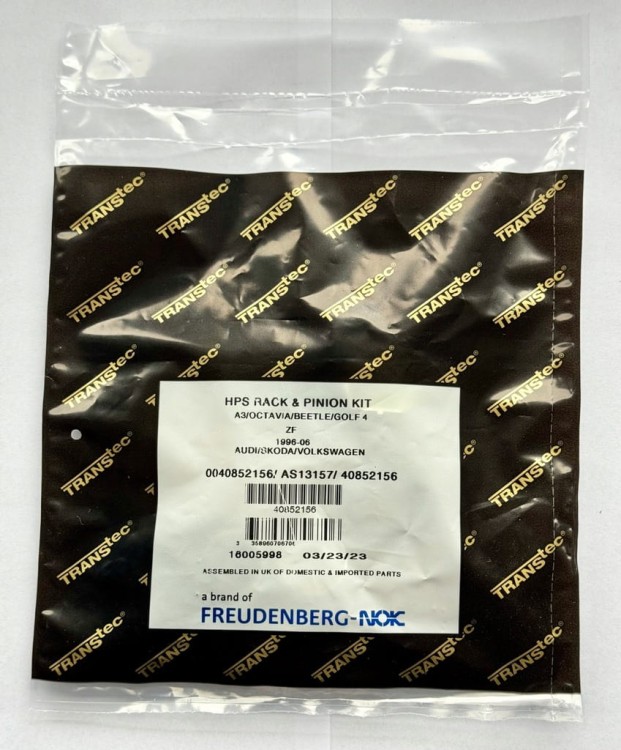 TRANStec®
HPS RACK & PINION KIT
A3/OCTAVIA/BEETLE/GOLF 4
ZF
1996-06
AUDI/SKODA/VOLKSWAGEN
0040852156/ AS13157/ 40852156
40852156
16005998 03/23/23
ASSEMBLED IN UK OF DOMESTIC & IMPORTED PARTS
a brand of
FREUDENBERG-NOK